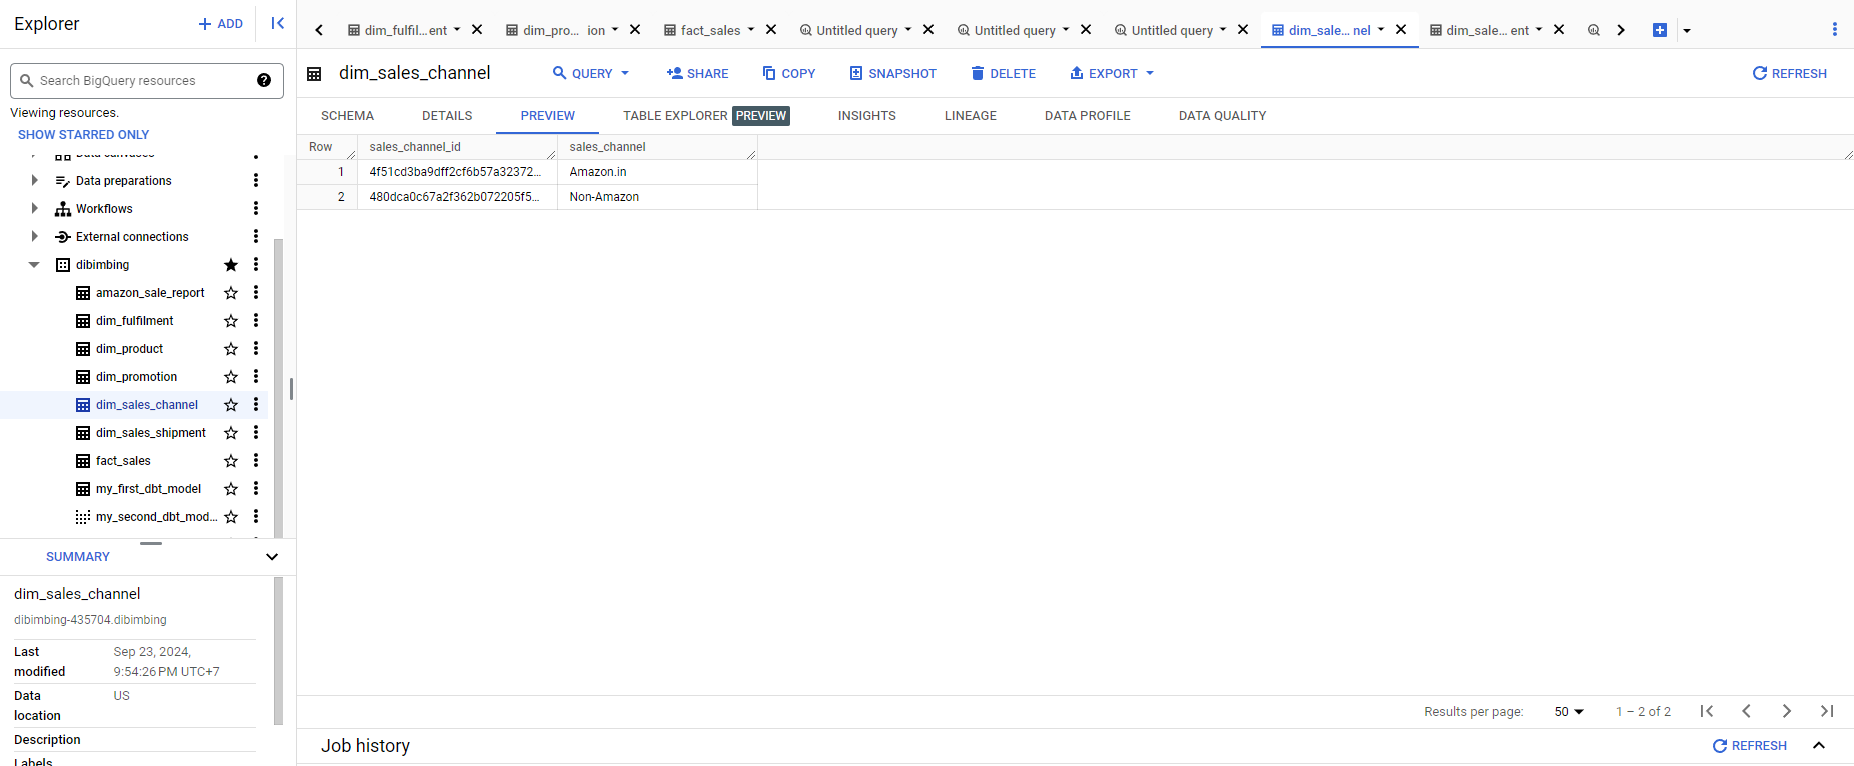 Explorer
+ ADD
Search BigQuery resources
Viewing resources.
SHOW STARRED ONLY
Data canvases
Data preparations
Workflows
External connections
dibimbing
amazon_sale_report
dim_fulfilment
dim_product
dim_promotion
dim_sales_channel
dim_sales_shipment
fact_sales
my_first_dbt_model
my_second_dbt_mod...
SUMMARY
dim_sales_channel
dibimbing-435704.dibimbing
Last modified Sep 23, 2024, 9:54:26 PM UTC+7
Data location US
Description
Labels
dim_fulfil... ent
dim_pro... ion
fact_sales
Untitled query
Untitled query
Untitled query
dim_sale... nel
dim_sale... ent
dim_sales_channel
QUERY
SHARE
COPY
SNAPSHOT
DELETE
EXPORT
REFRESH
SCHEMA
DETAILS
PREVIEW
TABLE EXPLORER PREVIEW
INSIGHTS
LINEAGE
DATA PROFILE
DATA QUALITY
Row sales_channel_id sales_channel
1 4f51cd3ba9dff2cf6b57a32372... Amazon.in
2 480dca0c67a2f362b072205f5... Non-Amazon
Results per page: 50 1 – 2 of 2
Job history
REFRESH